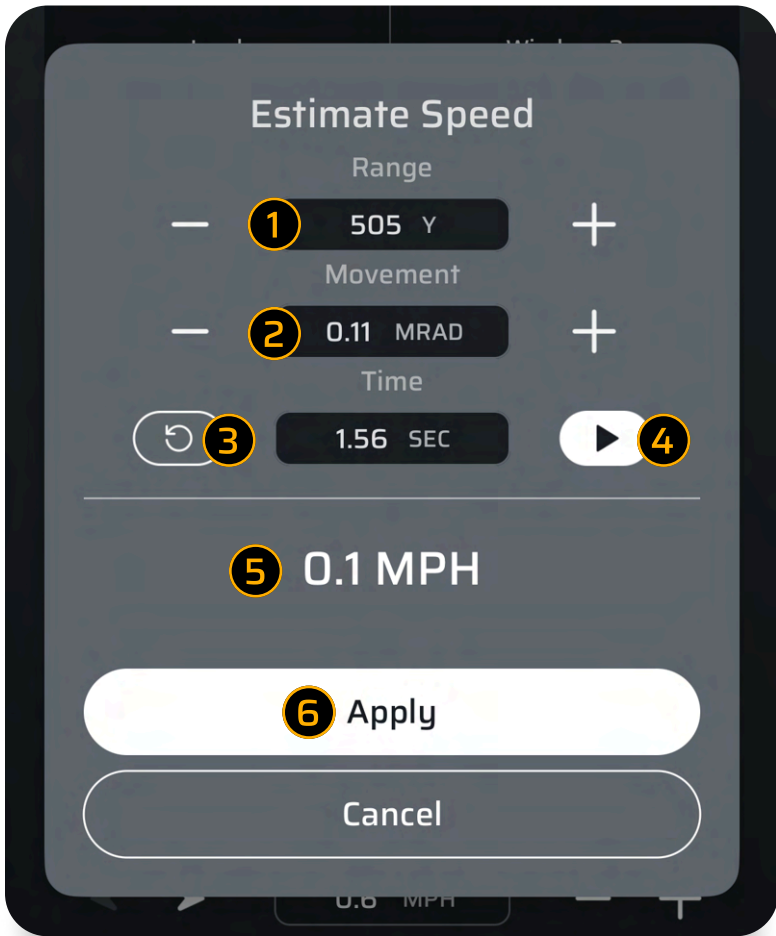 Estimate Speed
Range
1 505 Y
Movement
2 0.11 MRAD
Time
3 1.56 SEC 4
5 0.1 MPH
6 Apply
Cancel
0.6 MPH